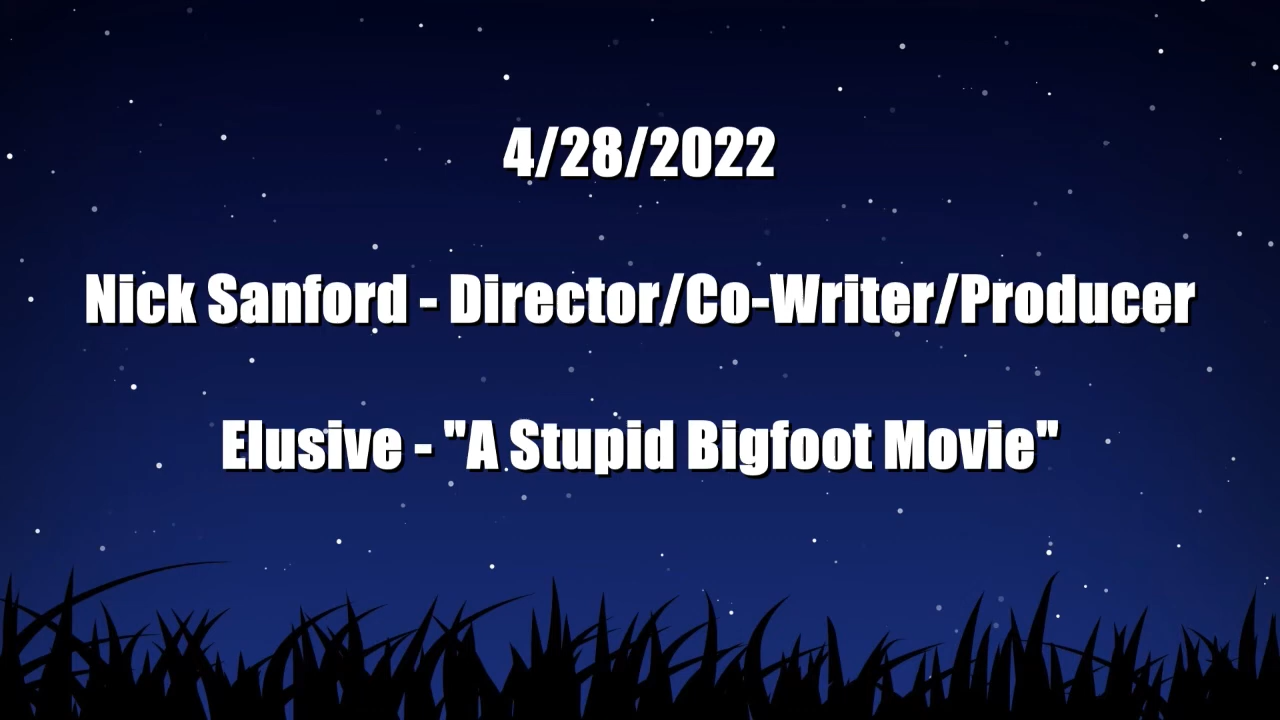 4/28/2022
Nick Sanford - Director/Co-Writer/Producer
Elusive - "A Stupid Bigfoot Movie"